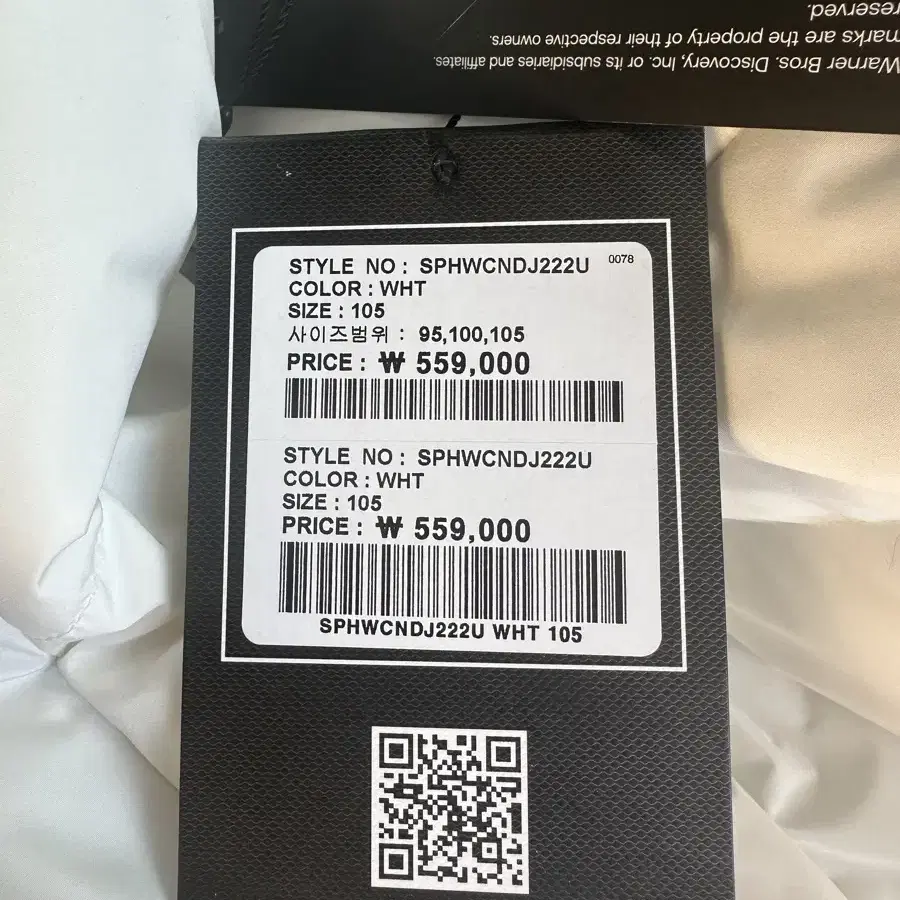 Warner Bros. Discovery, Inc. or its subsidiaries and affiliates.
marks are the property of their respective owners.
reserved.
STYLE NO : SPHWCNDJ222U 0078
COLOR : WHT
SIZE : 105
사이즈범위 : 95,100,105
PRICE : ₩ 559,000
STYLE NO : SPHWCNDJ222U
COLOR : WHT
SIZE : 105
PRICE : ₩ 559,000
SPHWCNDJ222U WHT 105